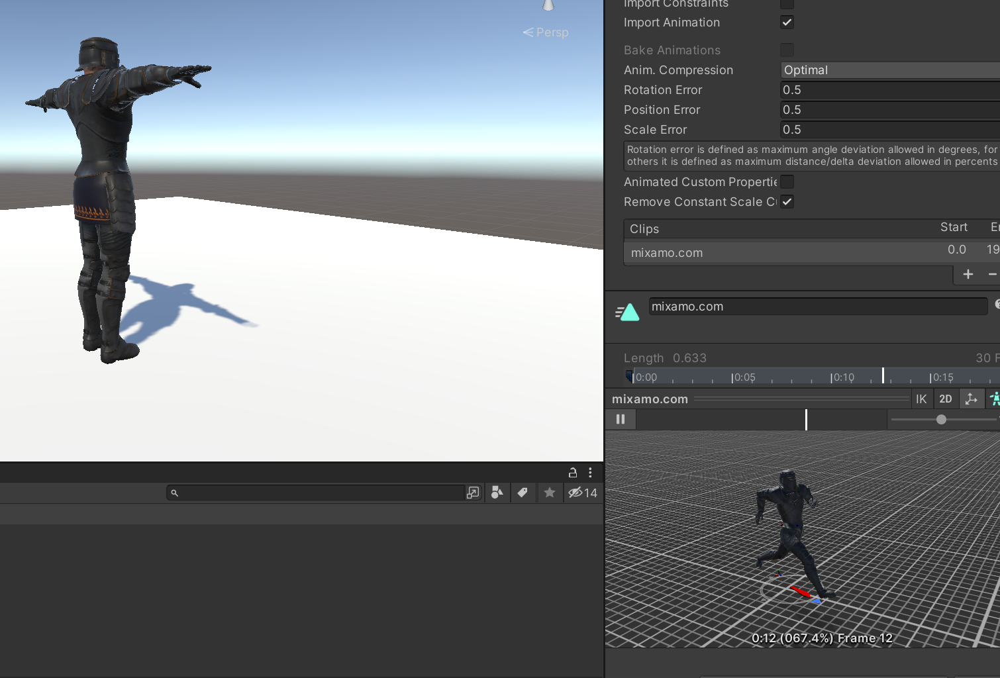 Persp
Import Constraints
Import Animation
Bake Animations
Anim. Compression Optimal
Rotation Error 0.5
Position Error 0.5
Scale Error 0.5
Rotation error is defined as maximum angle deviation allowed in degrees, for
others it is defined as maximum distance/delta deviation allowed in percents
Animated Custom Propertie
Remove Constant Scale C
Clips Start E
mixamo.com 0.0 19
mixamo.com
Length 0.633 30 F
0:00 0:05 0:10 0:15
mixamo.com IK 2D
14
0:12 (067.4%) Frame 12